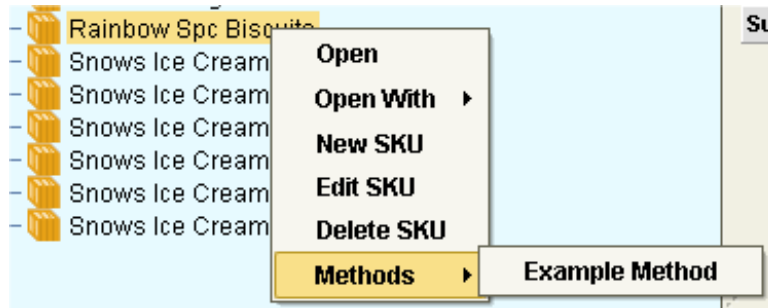 Rainbow Spc Biscuits
Snows Ice Cream
Snows Ice Cream
Snows Ice Cream
Snows Ice Cream
Snows Ice Cream
Snows Ice Cream
Open
Open With
New SKU
Edit SKU
Delete SKU
Methods
Example Method